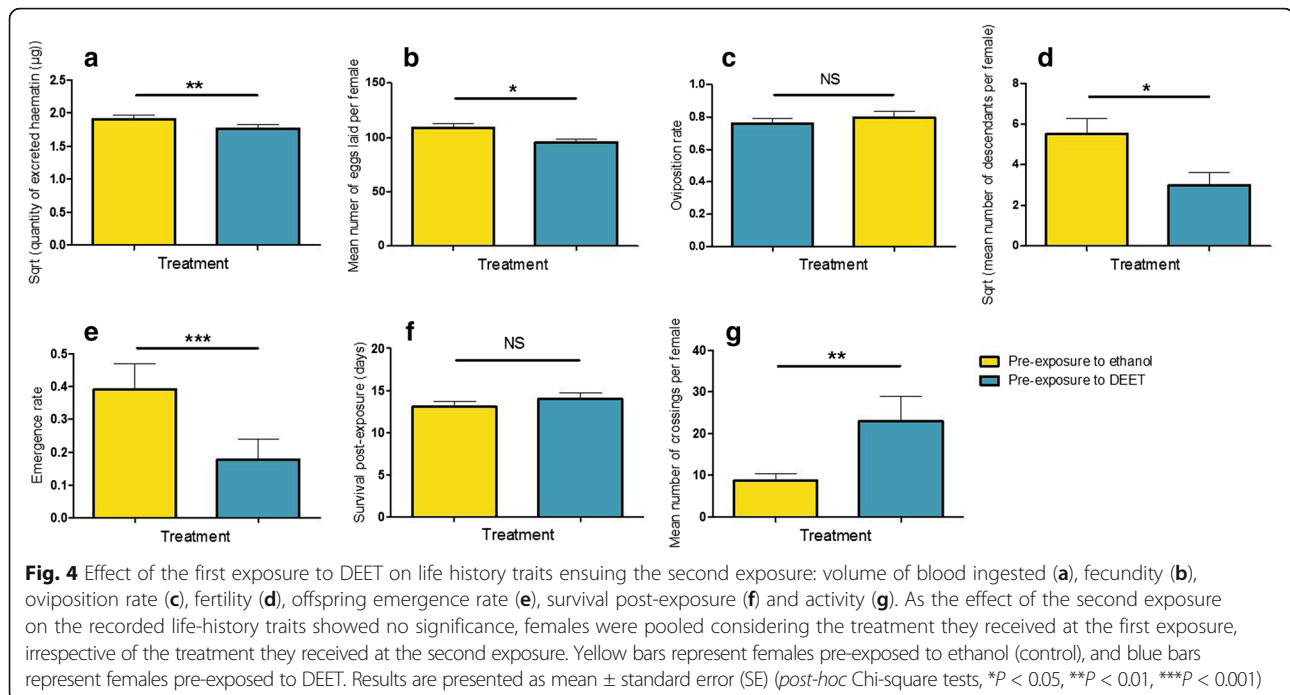 a
**
Sqrt (quantity of excreted haematin (µg))
2.5
2.0
1.5
1.0
0.5
0.0
Treatment
b
*
Mean numer of eggs laid per female
150
100
50
0
Treatment
c
NS
Oviposition rate
1.0
0.8
0.6
0.4
0.2
0.0
Treatment
d
*
Sqrt (mean number of descendants per female)
8
6
4
2
0
Treatment
e
***
Emergence rate
0.5
0.4
0.3
0.2
0.1
0.0
Treatment
f
NS
Survival post-exposure (days)
20
15
10
5
0
Treatment
g
**
Mean number of crossings per female
40
30
20
10
0
Treatment
Pre-exposure to ethanol
Pre-exposure to DEET
Fig. 4 Effect of the first exposure to DEET on life history traits ensuing the second exposure: volume of blood ingested (a), fecundity (b),
oviposition rate (c), fertility (d), offspring emergence rate (e), survival post-exposure (f) and activity (g). As the effect of the second exposure
on the recorded life-history traits showed no significance, females were pooled considering the treatment they received at the first exposure,
irrespective of the treatment they received at the second exposure. Yellow bars represent females pre-exposed to ethanol (control), and blue bars
represent females pre-exposed to DEET. Results are presented as mean ± standard error (SE) (post-hoc Chi-square tests, *P < 0.05, **P < 0.01, ***P < 0.001)